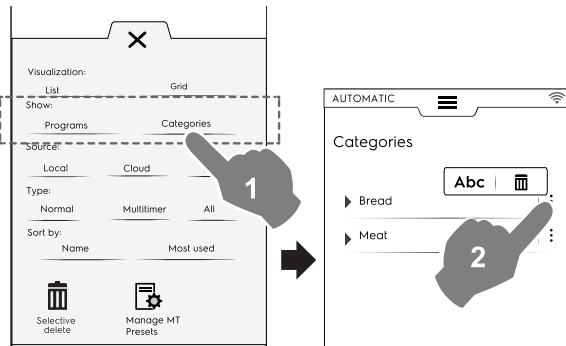 Visualization:
List Grid
Show:
Programs Categories
Source:
Local Cloud
Type:
Normal Multitimer All
Sort by:
Name Most used
Selective
delete
Manage MT
Presets
1
AUTOMATIC
Categories
Abc
Bread
Meat
2